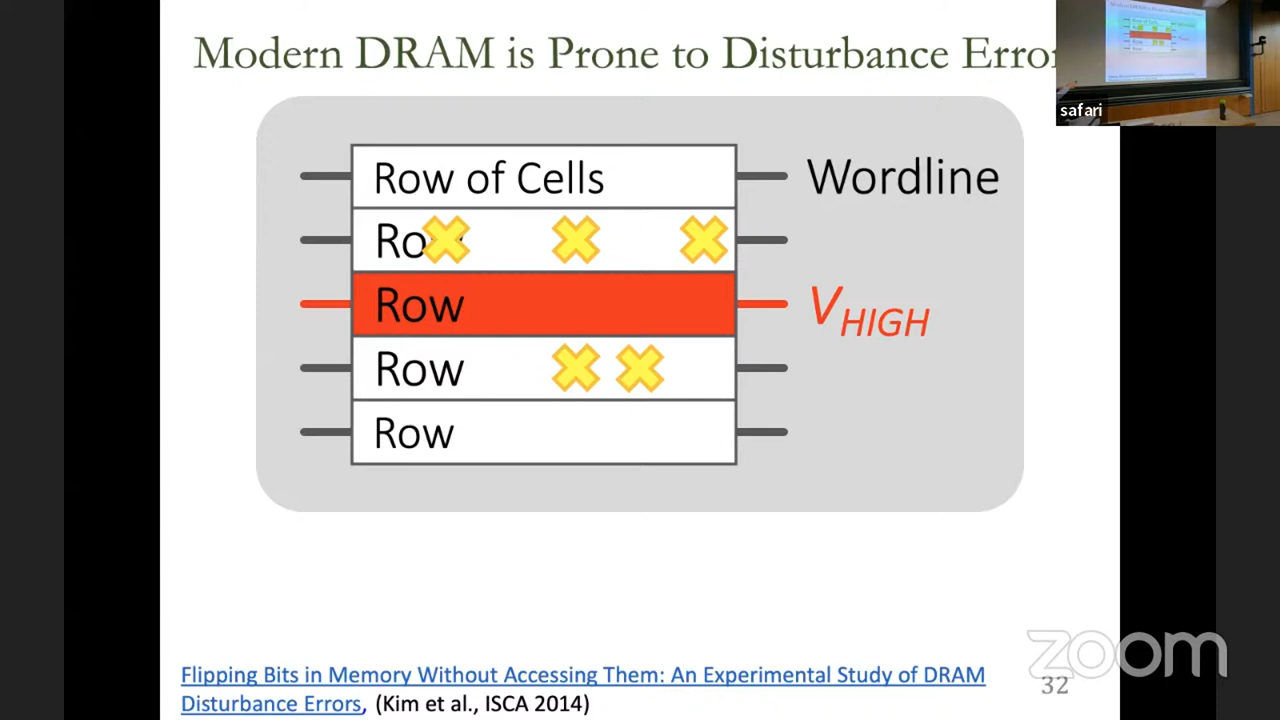 Modern DRAM is Prone to Disturbance Error
safari
Row of Cells
Wordline
Ro
Row
VHIGH
Row
Row
Flipping Bits in Memory Without Accessing Them: An Experimental Study of DRAM
Disturbance Errors, (Kim et al., ISCA 2014)
zoom
32